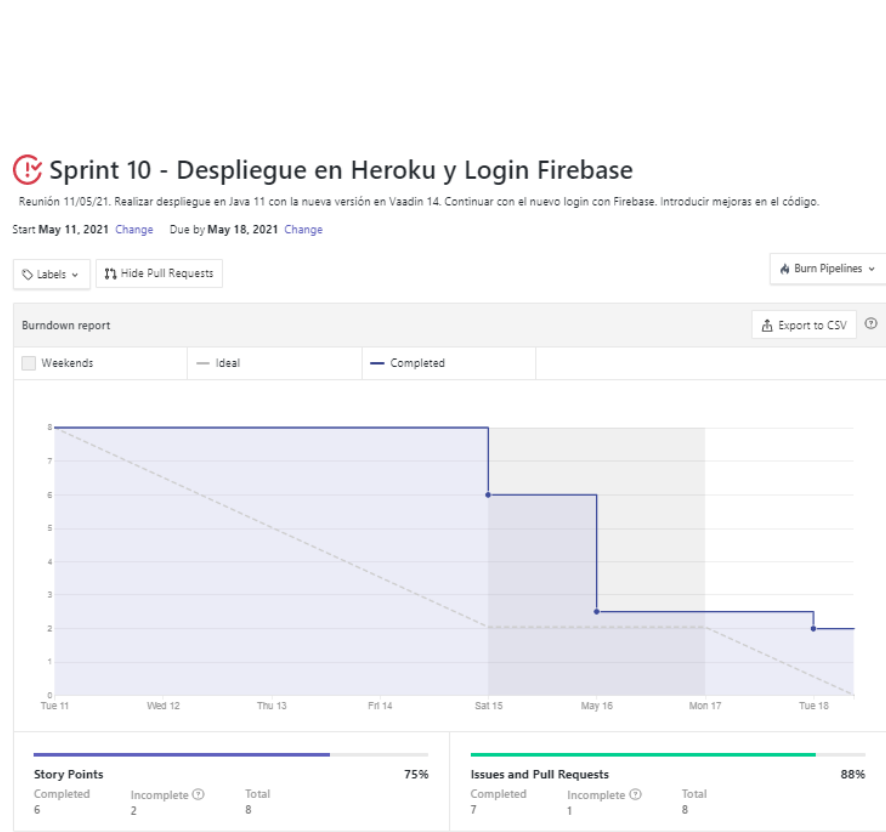 Sprint 10 - Despliegue en Heroku y Login Firebase
Reunión 11/05/21. Realizar despliegue en Java 11 con la nueva versión en Vaadin 14. Continuar con el nuevo login con Firebase. Introducir mejoras en el código.
Start May 11, 2021 Change Due by May 18, 2021 Change
Labels Hide Pull Requests Burn Pipelines
Burndown report Export to CSV
Weekends Ideal Completed
8
7
6
5
4
3
2
1
0
Tue 11 Wed 12 Thu 13 Fri 14 Sat 15 May 16 Mon 17 Tue 18
Story Points 75% Issues and Pull Requests 88%
Completed Incomplete Total Completed Incomplete Total
6 2 8 7 1 8